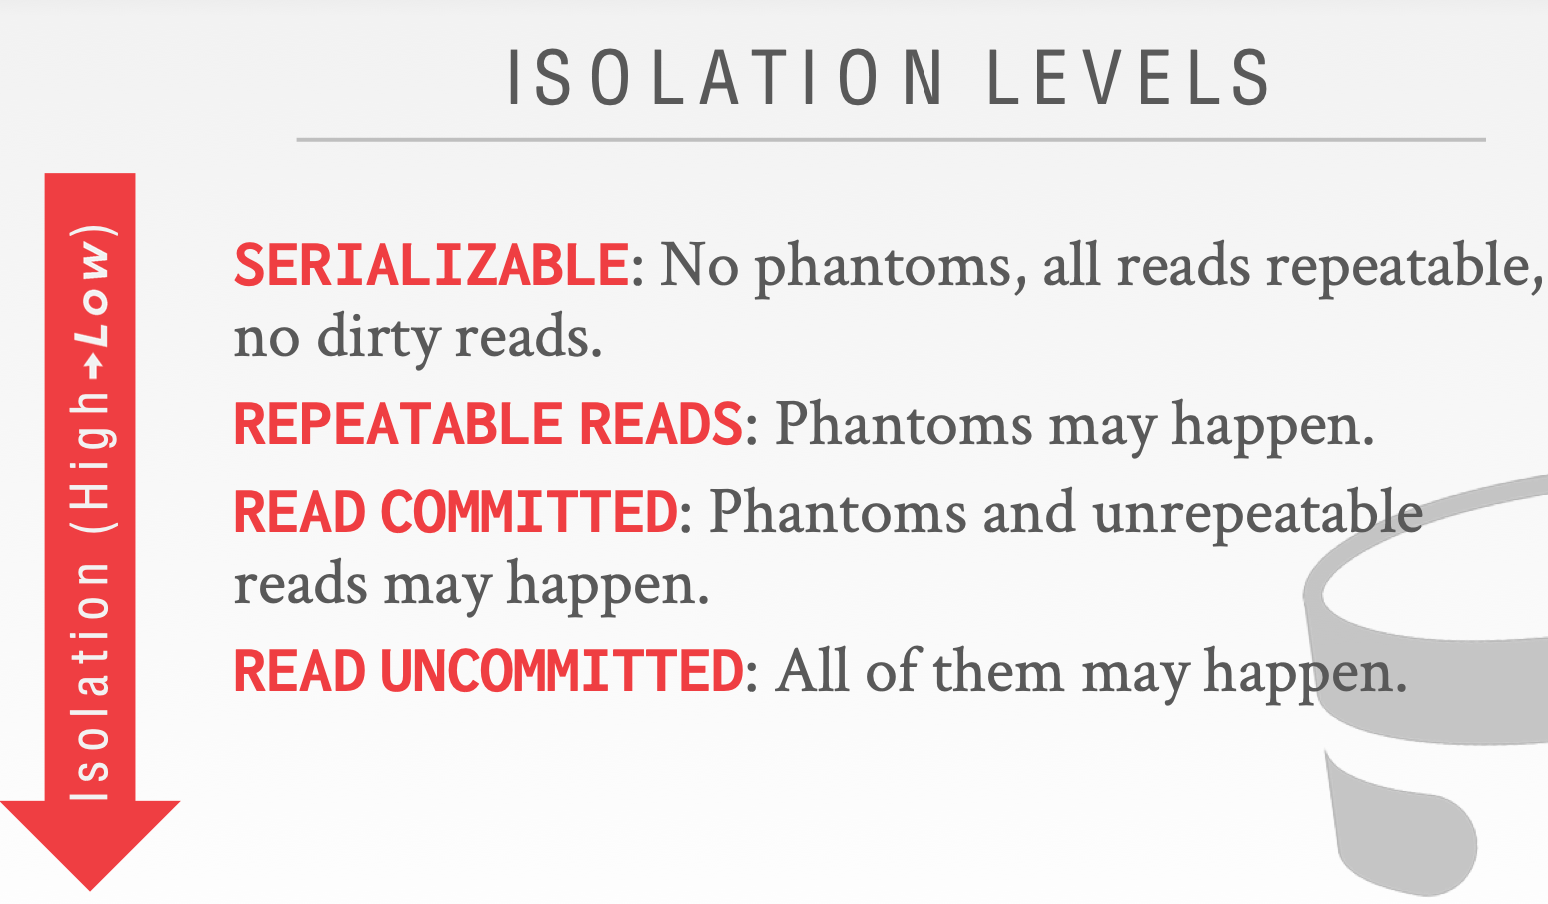 ISOLATION LEVELS
Isolation (High→Low)
SERIALIZABLE: No phantoms, all reads repeatable,
no dirty reads.
REPEATABLE READS: Phantoms may happen.
READ COMMITTED: Phantoms and unrepeatable
reads may happen.
READ UNCOMMITTED: All of them may happen.